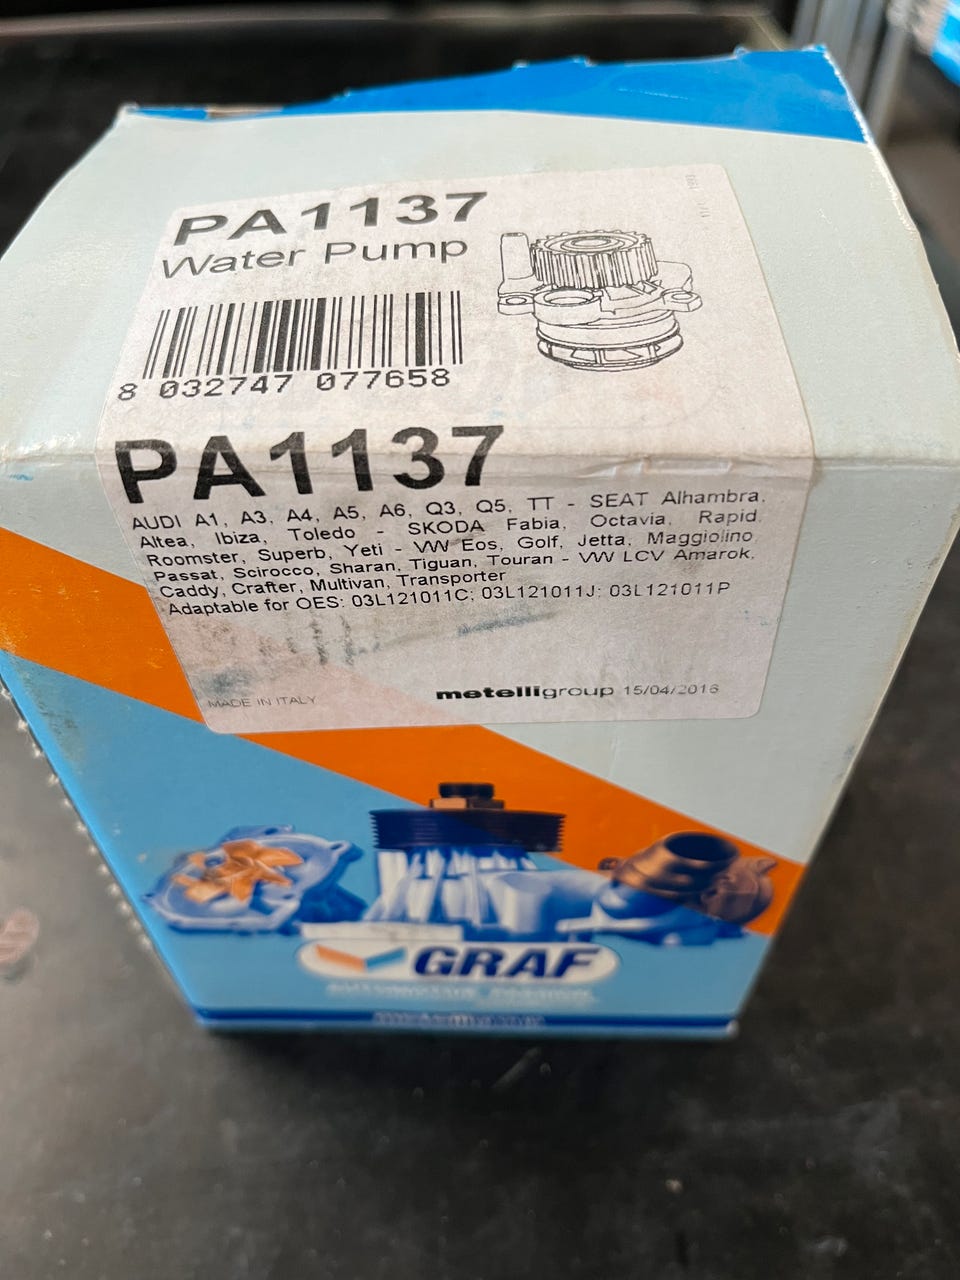 PA1137
Water Pump
8 032747 077658
PA1137
AUDI A1, A3, A4, A5, A6, Q3, Q5, TT - SEAT Alhambra,
Altea, Ibiza, Toledo - SKODA Fabia, Octavia, Rapid,
Roomster, Superb, Yeti - VW Eos, Golf, Jetta, Maggiolino,
Passat, Scirocco, Sharan, Tiguan, Touran - VW LCV Amarok,
Caddy, Crafter, Multivan, Transporter
Adaptable for OES: 03L121011C; 03L121011J; 03L121011P
MADE IN ITALY
metelligroup 15/04/2016
GRAF